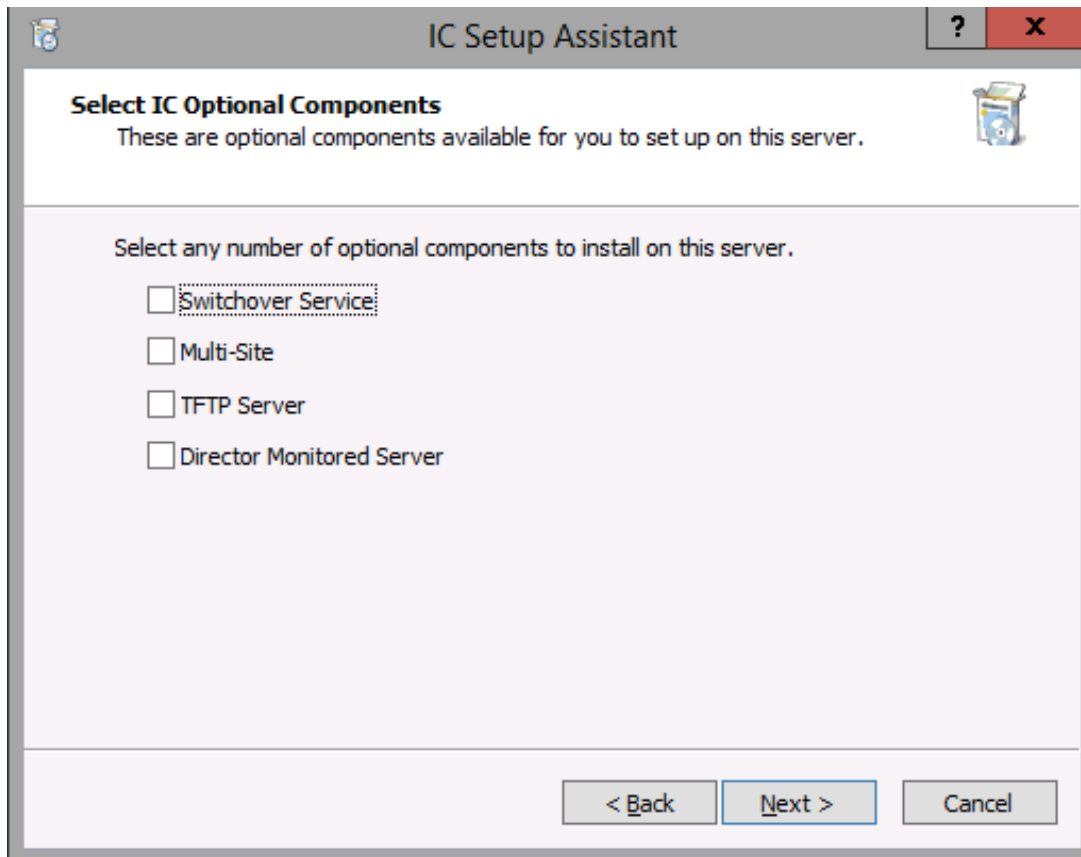 IC Setup Assistant
?
X
Select IC Optional Components
These are optional components available for you to set up on this server.
Select any number of optional components to install on this server.
Switchover Service
Multi-Site
TFTP Server
Director Monitored Server
< Back
Next >
Cancel